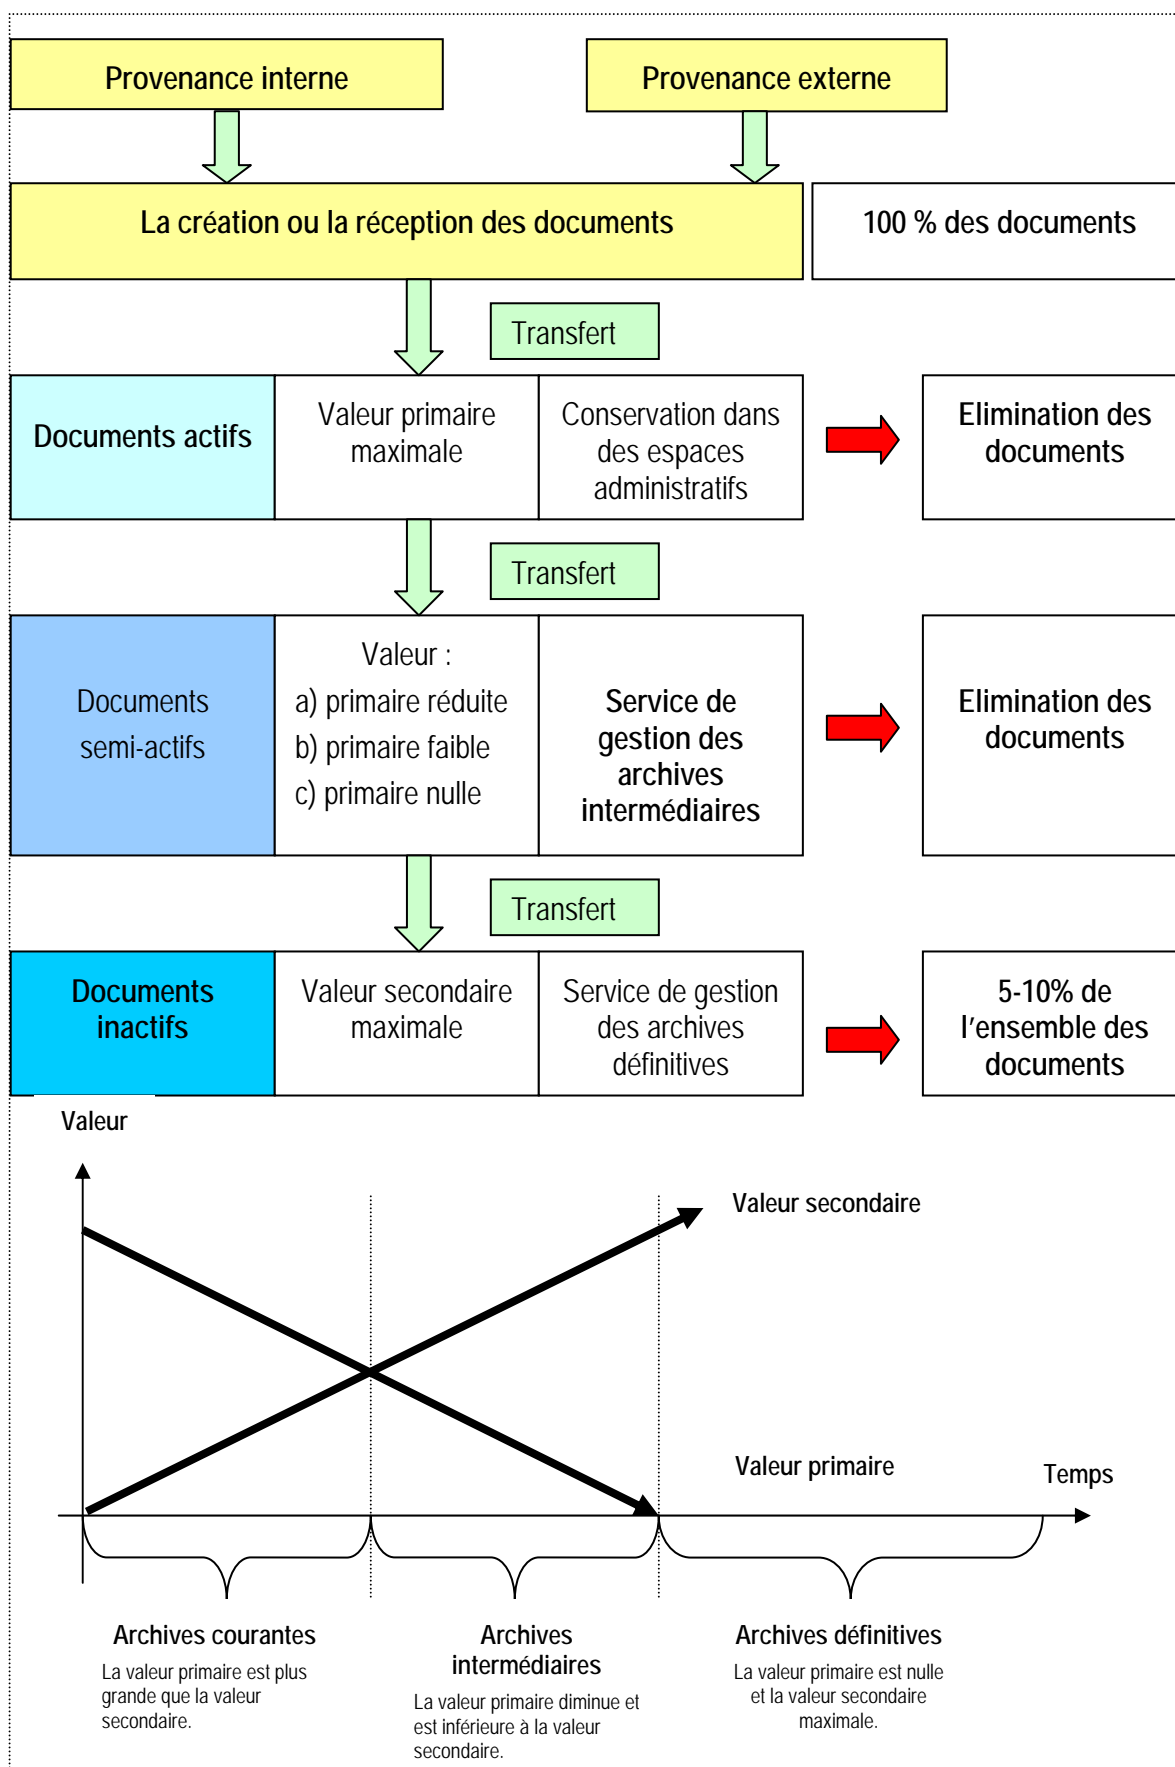 Provenance interne
Provenance externe
La création ou la réception des documents
100 % des documents
Transfert
Documents actifs
Valeur primaire
maximale
Conservation dans
des espaces
administratifs
Elimination des
documents
Transfert
Documents
semi-actifs
Valeur :
a) primaire réduite
b) primaire faible
c) primaire nulle
Service de
gestion des
archives
intermédiaires
Elimination des
documents
Transfert
Documents
inactifs
Valeur secondaire
maximale
Service de gestion
des archives
définitives
5-10% de
l'ensemble des
documents
Valeur
Valeur secondaire
Valeur primaire
Temps
Archives courantes
La valeur primaire est plus
grande que la valeur
secondaire.
Archives
intermédiaires
La valeur primaire diminue et
est inférieure à la valeur
secondaire.
Archives définitives
La valeur primaire est nulle
et la valeur secondaire
maximale.